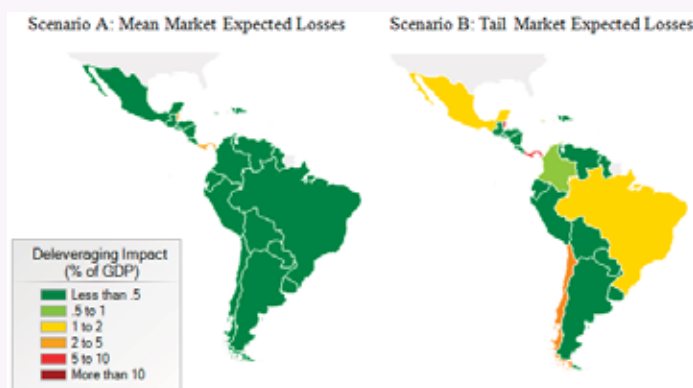 Scenario A: Mean Market Expected Losses
Scenario B: Tail Market Expected Losses
Deleveraging Impact
(% of GDP)
Less than .5
.5 to 1
1 to 2
2 to 5
5 to 10
More than 10